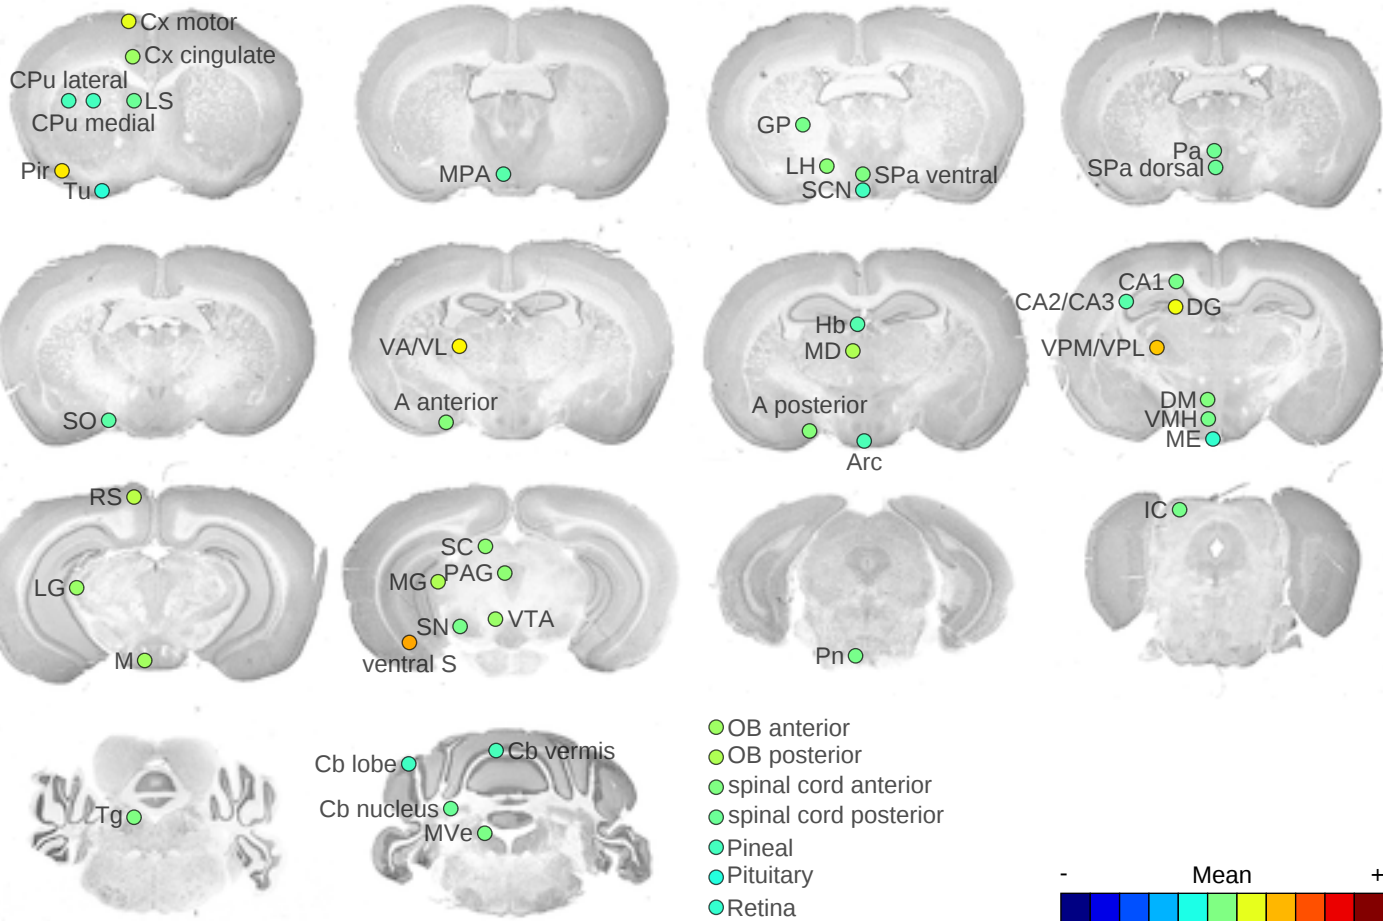 Cx motor
Cx cingulate
CPu lateral
LS
CPu medial
Pir
Tu
MPA
GP
LH
SPa ventral
SCN
Pa
SPa dorsal
SO
VA/VL
A anterior
Hb
MD
A posterior
Arc
CA1
CA2/CA3
DG
VPM/VPL
DM
VMH
ME
RS
LG
M
SC
MG
PAG
SN
VTA
ventral S
Pn
IC
Tg
Cb lobe
Cb vermis
Cb nucleus
MVe
OB anterior
OB posterior
spinal cord anterior
spinal cord posterior
Pineal
Pituitary
Retina
- Mean +